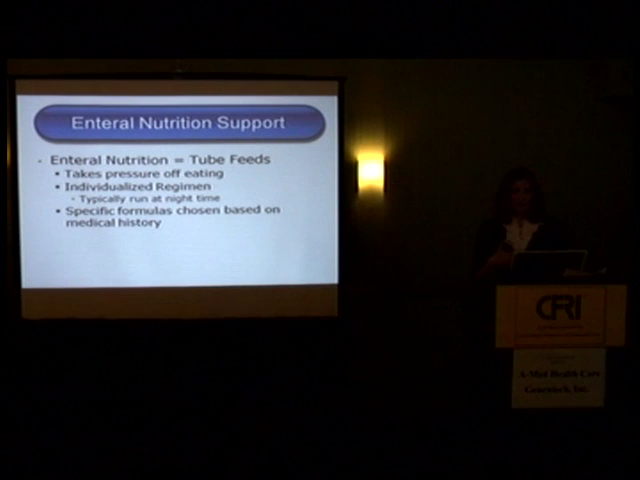 Enteral Nutrition Support
- Enteral Nutrition = Tube Feeds
• Takes pressure off eating
• Individualized Regimen
- Typically run at night time
• Specific formulas chosen based on
medical history
CFRI
A-Med Health Care
Genentech, Inc.